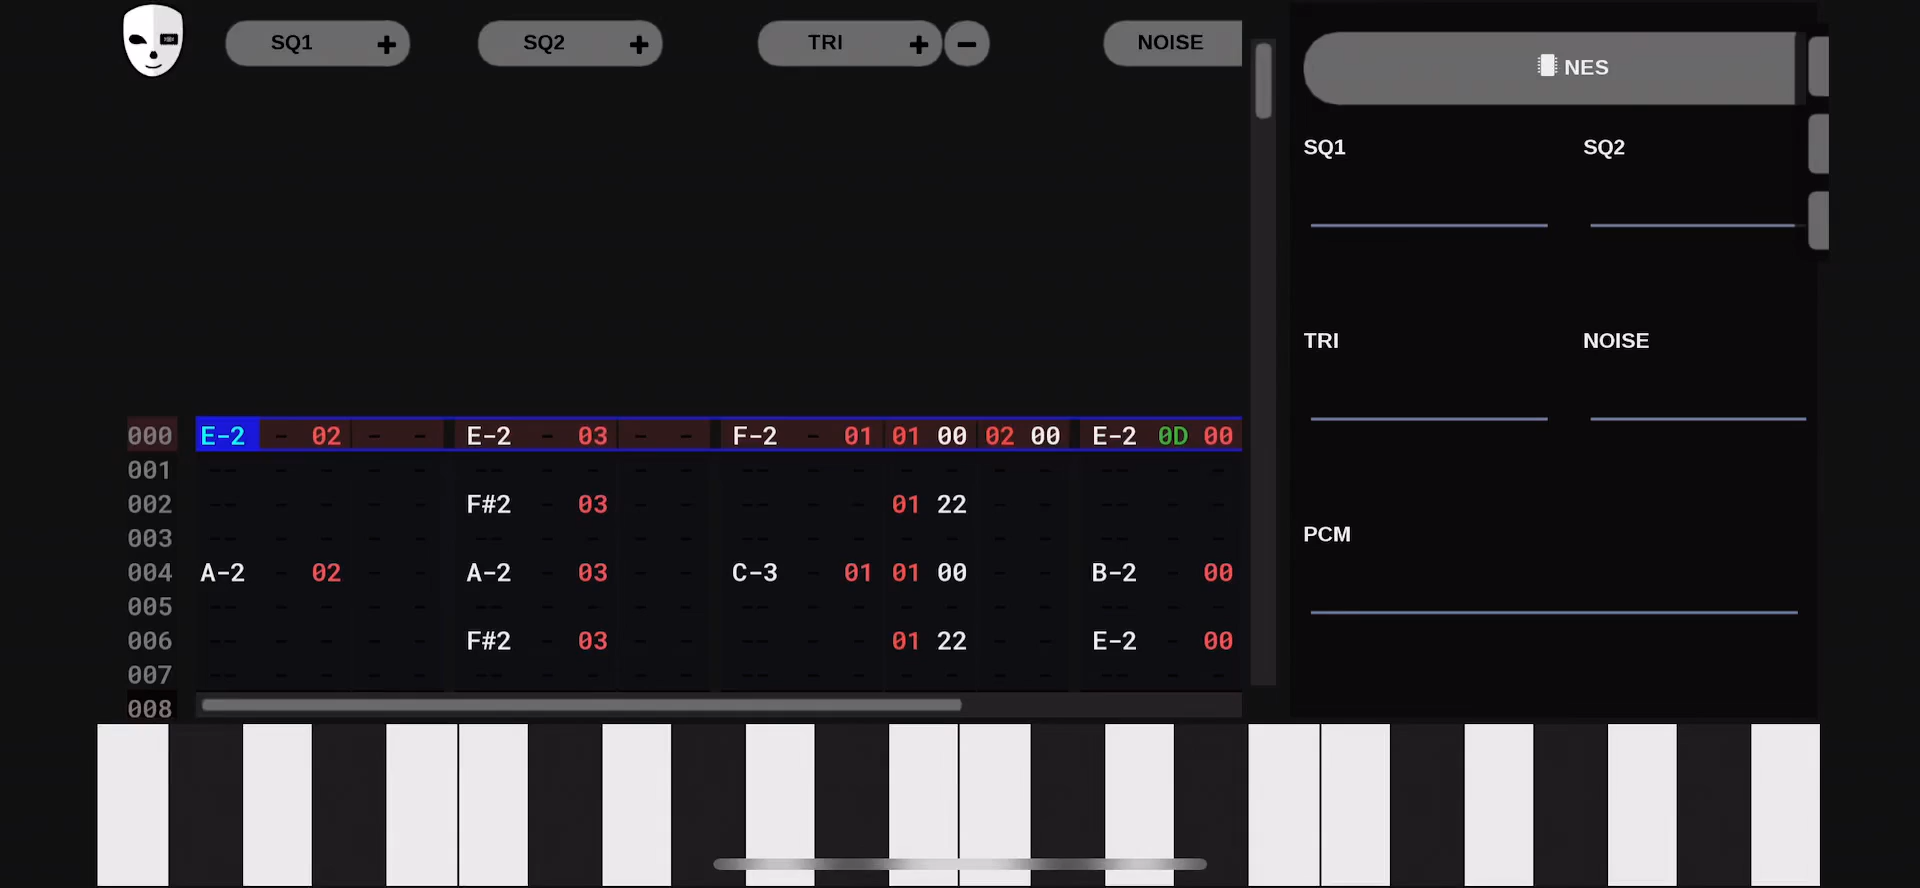 SQ1 + SQ2 + TRI + − NOISE
NES
SQ1 SQ2
TRI NOISE
PCM
000 E-2 - 02 - - E-2 - 03 - - F-2 - 01 01 00 02 00 E-2 0D 00
001 -- - - - - -- - - - - -- - - - - - - -- - -
002 -- - - - - F#2 - 03 - - -- - - 01 22 - - -- - -
003 -- - - - - -- - - - - -- - - - - - - -- - -
004 A-2 - 02 - - A-2 - 03 - - C-3 - 01 01 00 - - B-2 - 00
005 -- - - - - -- - - - - -- - - - - - - -- - -
006 -- - - - - F#2 - 03 - - -- - - 01 22 - - E-2 - 00
007 -- - - - - -- - - - - -- - - - - - - -- - -
008